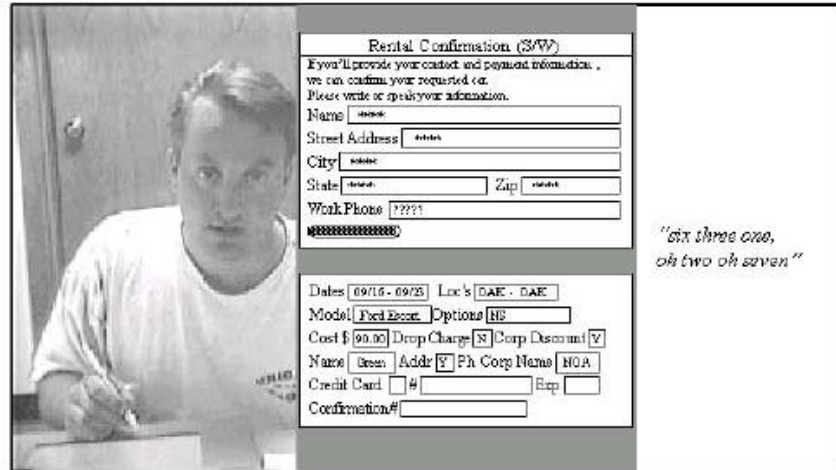 Rental Confirmation (S/W)
If you'll provide your contact and payment information ,
we can confirm your requested car.
Please write or speak your information.
Name *****
Street Address *****
City *****
State ***** Zip *****
Work Phone ?????
"six three one,
oh two oh seven"
Dates 09/16 - 09/23 Loc's DAK - DAK
Model Ford Escort Options NS
Cost $ 90.00 Drop Charge N Corp Discount Y
Name Green Addr Y Ph Corp Name NOA
Credit Card # Exp
Confirmation#